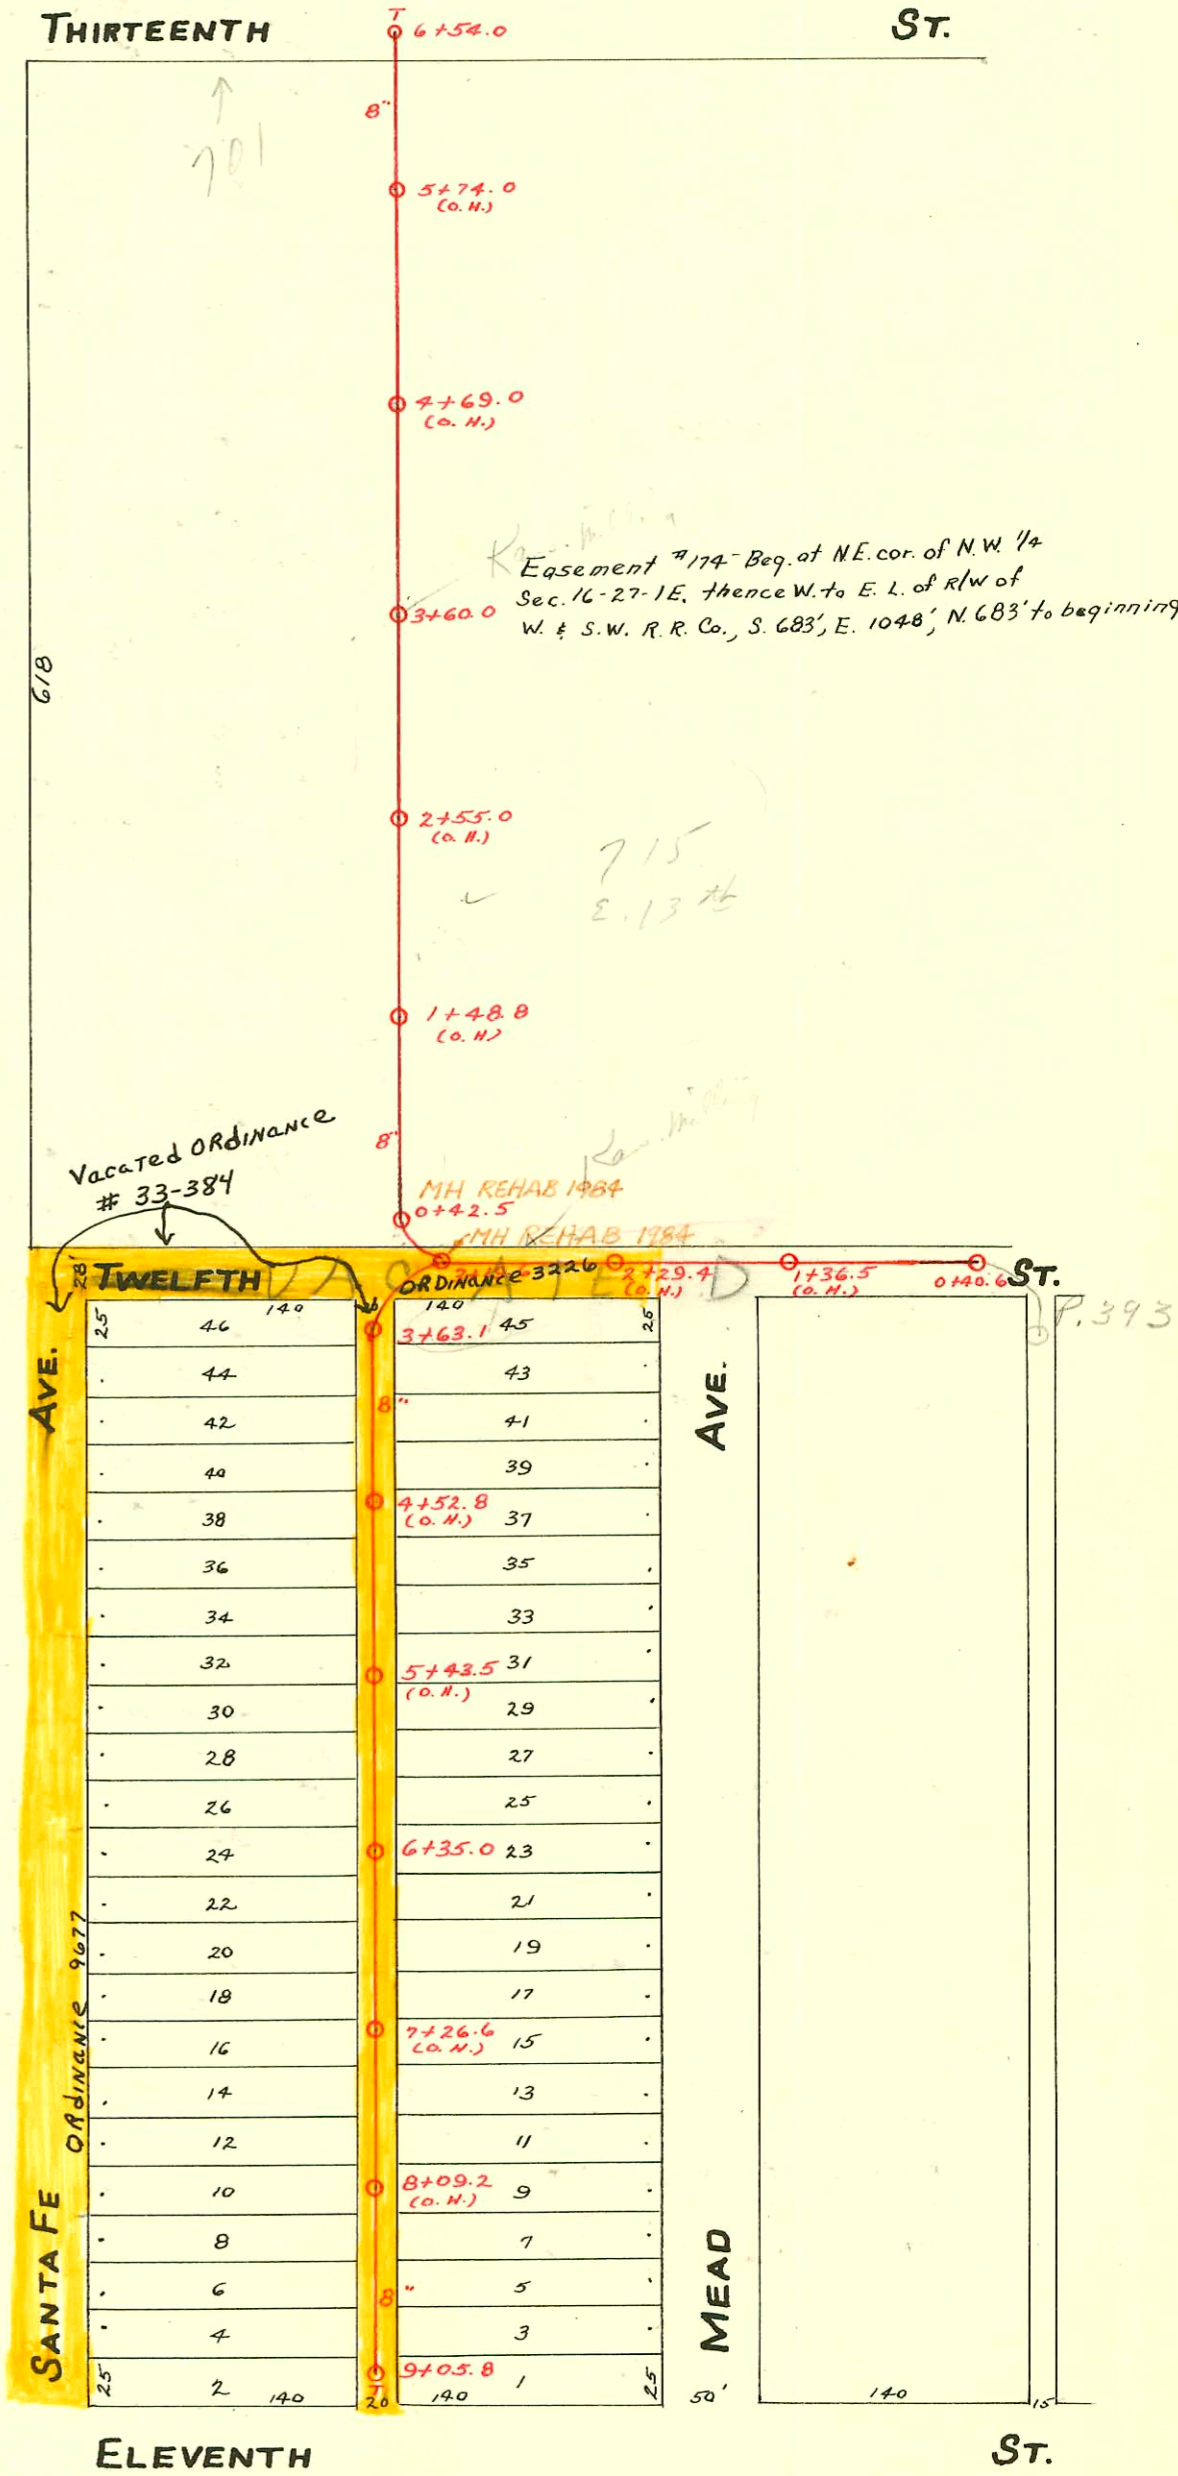 THIRTEENTH ST.
T
6+54.0
8"
701
5+74.0
(O.H.)
4+69.0
(O.H.)
Easement #174 - Beg. at N.E. cor. of N.W. 1/4
Sec. 16-27-1E, thence W. to E. L. of R/W of
W. & S.W. R.R. Co., S. 683', E. 1048', N. 683' to beginning
3+60.0
618
2+55.0
(O.H.)
715
E. 13th
1+48.8
(O.H)
Vacated ORdinance
# 33-384
8"
MH REHAB 1984
0+42.5
MH REHAB 1984
28'
TWELFTH ST.
VACATED
ORDINANCE 3226
2+29.4
(O.H.)
1+36.5
(O.H.)
0+40.6
P.393
140
140
25
46
3+63.1
45
25
AVE.
AVE.
44
43
8"
42
41
40
39
38
4+52.8
(O.H.)
37
36
35
34
33
32
5+43.5
(O.H.)
31
30
29
28
27
26
25
24
6+35.0
23
22
21
ORdinance 9677
20
19
18
17
16
7+26.6
(O.H.)
15
14
13
12
11
10
8+09.2
(O.H.)
9
SANTA FE
MEAD
8
7
6
8"
5
4
3
25
2
9+05.8
1
25
T
140
20
140
50'
140
15
ELEVENTH ST.